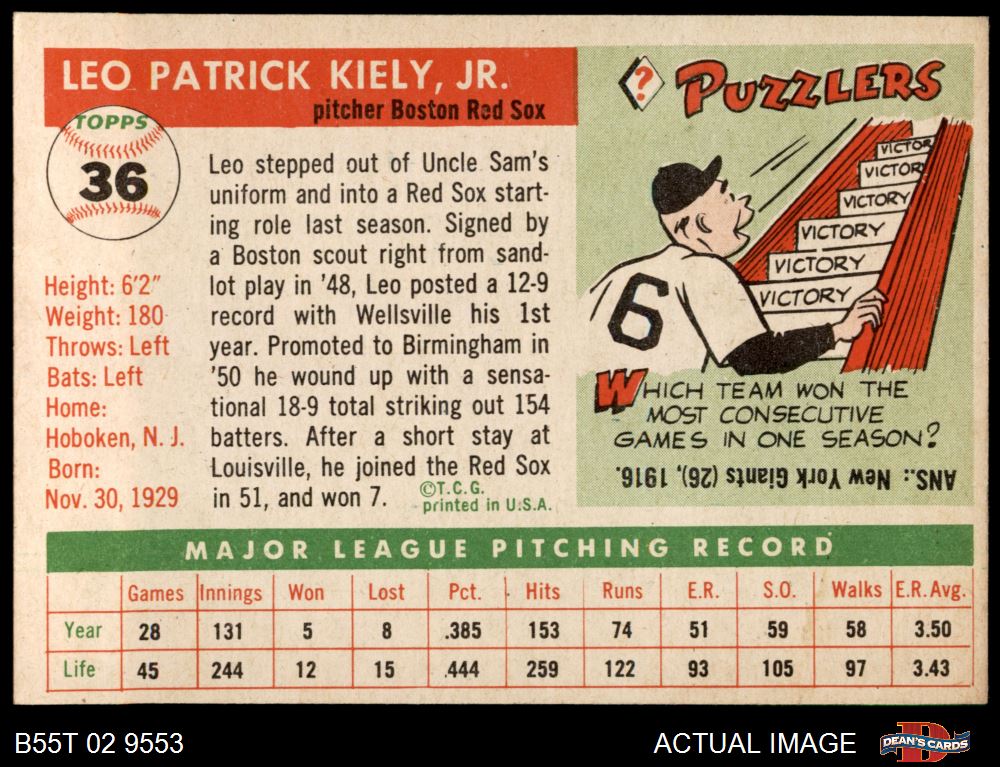 LEO PATRICK KIELY, JR.
pitcher Boston Red Sox
TOPPS
36
Height: 6'2"
Weight: 180
Throws: Left
Bats: Left
Home:
Hoboken, N. J.
Born:
Nov. 30, 1929
Leo stepped out of Uncle Sam's
uniform and into a Red Sox start-
ing role last season. Signed by
a Boston scout right from sand-
lot play in '48, Leo posted a 12-9
record with Wellsville his 1st
year. Promoted to Birmingham in
'50 he wound up with a sensa-
tional 18-9 total striking out 154
batters. After a short stay at
Louisville, he joined the Red Sox
in 51, and won 7.
©T.C.G.
printed in U.S.A.
? PUZZLERS
VICTOR
VICTOR
VICTORY
VICTORY
VICTORY
VICTORY
6
WHICH TEAM WON THE
MOST CONSECUTIVE
GAMES IN ONE SEASON?
ANS.: New York Giants (26), 1916.
MAJOR LEAGUE PITCHING RECORD
Games Innings Won Lost Pct. Hits Runs E.R. S.O. Walks E.R. Avg.
Year 28 131 5 8 .385 153 74 51 59 58 3.50
Life 45 244 12 15 .444 259 122 93 105 97 3.43
B55T 02 9553
ACTUAL IMAGE
D
DEAN'S CARDS